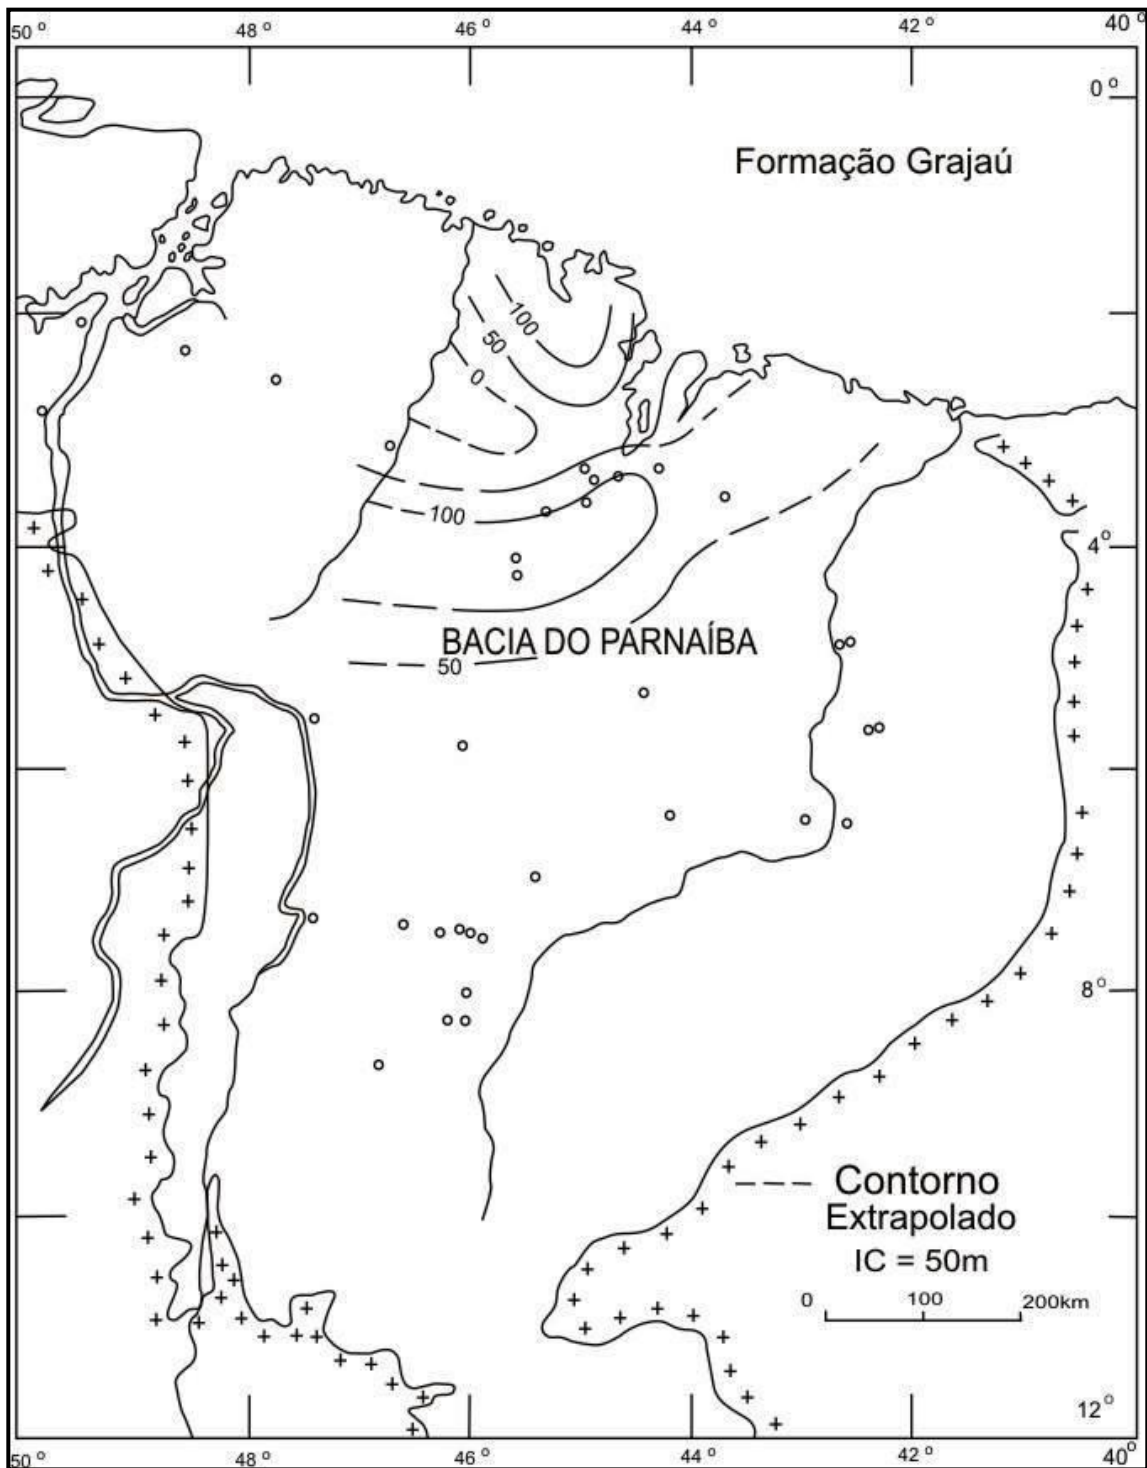 50 º 48 º 46 º 44 º 42 º 40 º
0 º
Formação Grajaú
100
50
0
100
4 º
BACIA DO PARNAÍBA
50
8 º
Contorno
Extrapolado
IC = 50m
0 100 200km
12 º
50 º 48 º 46 º 44 º 42 º 40 º